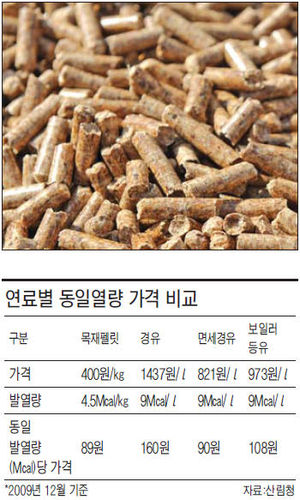 연료별 동일열량 가격 비교
구분 목재펠릿 경유 면세경유 보일러 등유
가격 400원/kg 1437원/ℓ 821원/ℓ 973원/ℓ
발열량 4.5Mcal/kg 9Mcal/ℓ 9Mcal/ℓ 9Mcal/ℓ
동일
발열량
(Mcal)당 가격 89원 160원 90원 108원
*2009년 12월 기준 자료:산림청